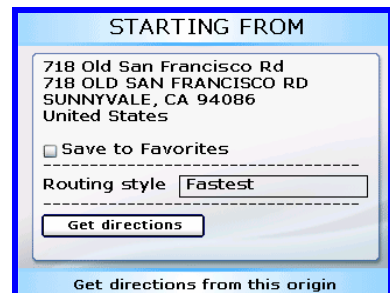 STARTING FROM
718 Old San Francisco Rd
718 OLD SAN FRANCISCO RD
SUNNYVALE, CA 94086
United States
Save to Favorites
Routing style Fastest
Get directions
Get directions from this origin